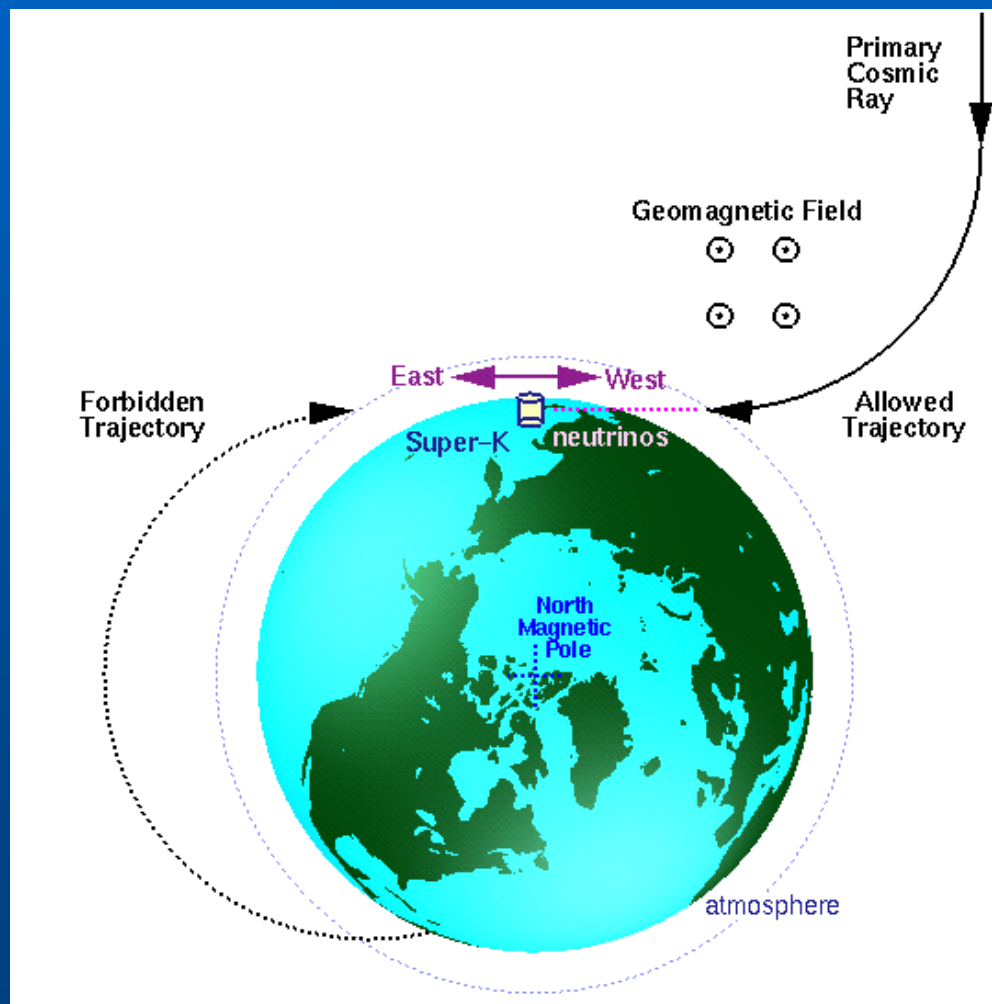 Primary
Cosmic
Ray
Geomagnetic Field
East
West
Forbidden
Trajectory
Allowed
Trajectory
Super-K
neutrinos
North
Magnetic
Pole
atmosphere